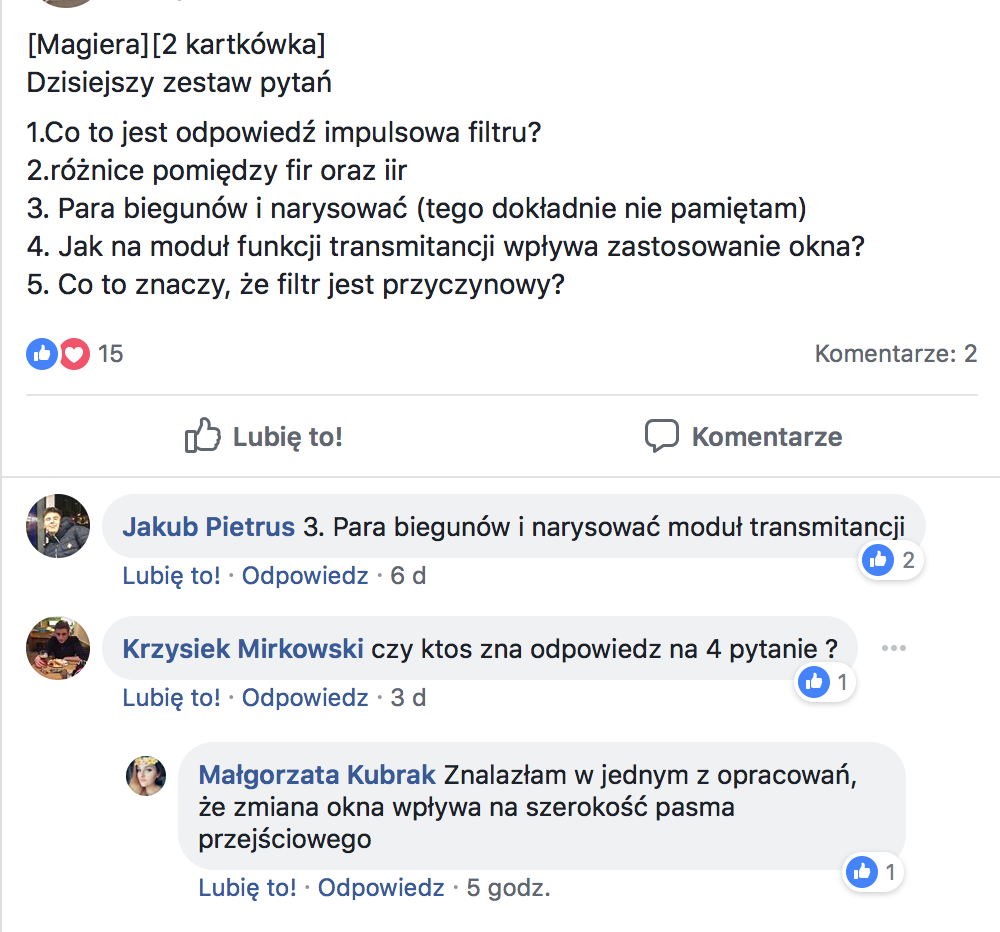 [Magiera][2 kartkówka]
Dzisiejszy zestaw pytań
1.Co to jest odpowiedź impulsowa filtru?
2.różnice pomiędzy fir oraz iir
3. Para biegunów i narysować (tego dokładnie nie pamiętam)
4. Jak na moduł funkcji transmitancji wpływa zastosowanie okna?
5. Co to znaczy, że filtr jest przyczynowy?
15
Komentarze: 2
Lubię to!
Komentarze
Jakub Pietrus 3. Para biegunów i narysować moduł transmitancji
2
Lubię to! · Odpowiedz · 6 d
Krzysiek Mirkowski czy ktos zna odpowiedz na 4 pytanie ?
1
Lubię to! · Odpowiedz · 3 d
Małgorzata Kubrak Znalazłam w jednym z opracowań,
że zmiana okna wpływa na szerokość pasma
przejściowego
1
Lubię to! · Odpowiedz · 5 godz.